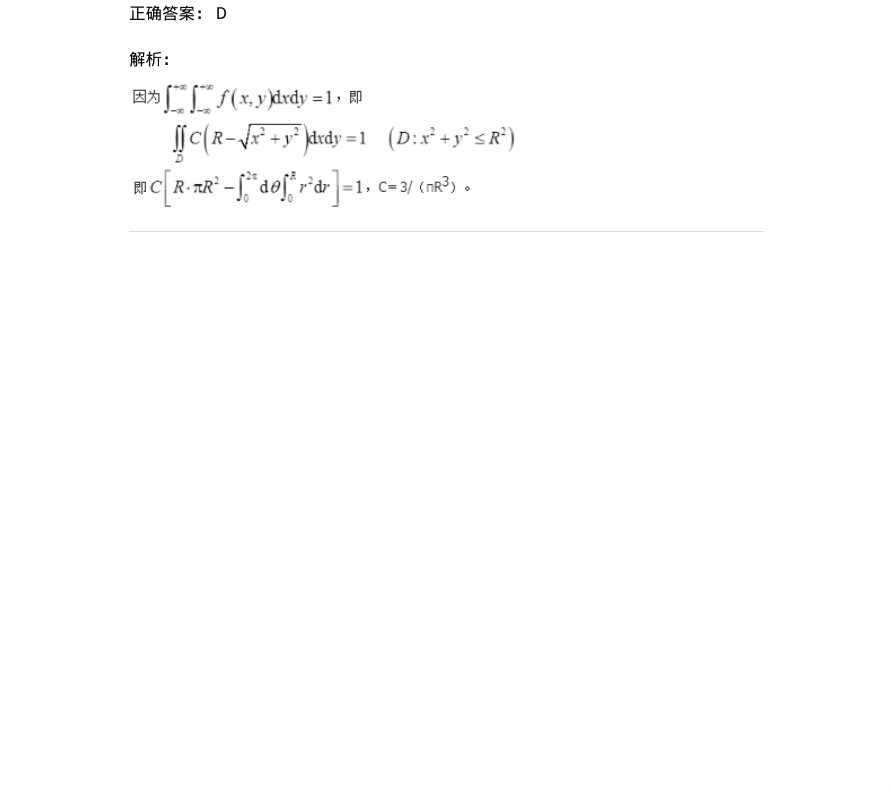 正确答案： D
解析：
因为∫_{-∞}^{+∞}∫_{-∞}^{+∞} f(x,y)dxdy=1，即
∬_D C(R-√(x²+y²))dxdy=1 (D:x²+y²≤R²)
即C[R·πR²-∫_0^{2π}dθ∫_0^R r²dr]=1，C=3/（πR³）。